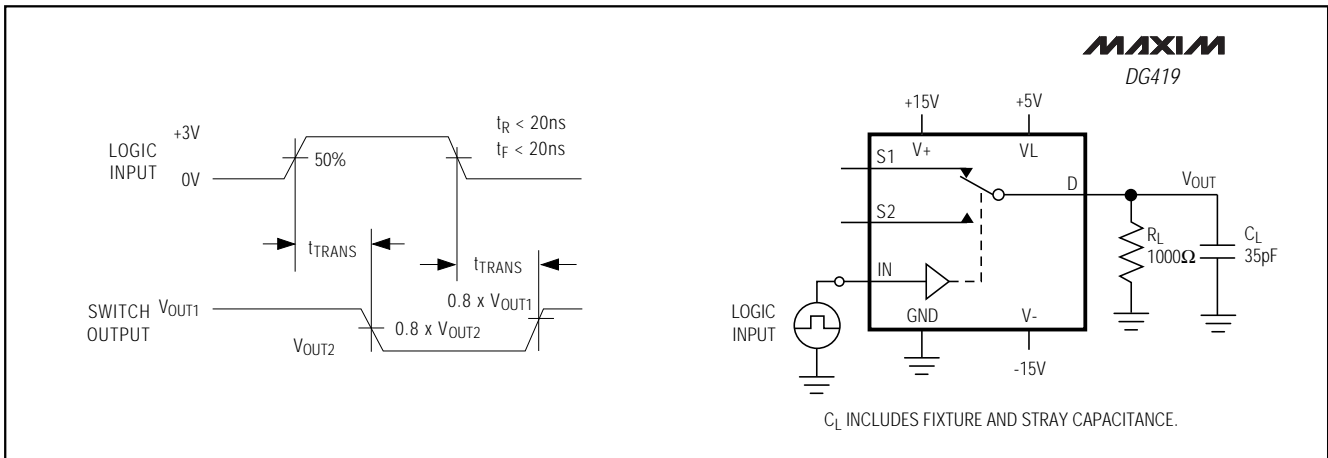 MAXIM
DG419
LOGIC
INPUT
+3V
0V
50%
tR < 20ns
tF < 20ns
tTRANS
tTRANS
SWITCH
OUTPUT
VOUT1
VOUT2
0.8 x VOUT2
0.8 x VOUT1
+15V
+5V
V+
VL
S1
S2
D
VOUT
IN
RL
1000Ω
CL
35pF
LOGIC
INPUT
GND
V-
-15V
CL INCLUDES FIXTURE AND STRAY CAPACITANCE.